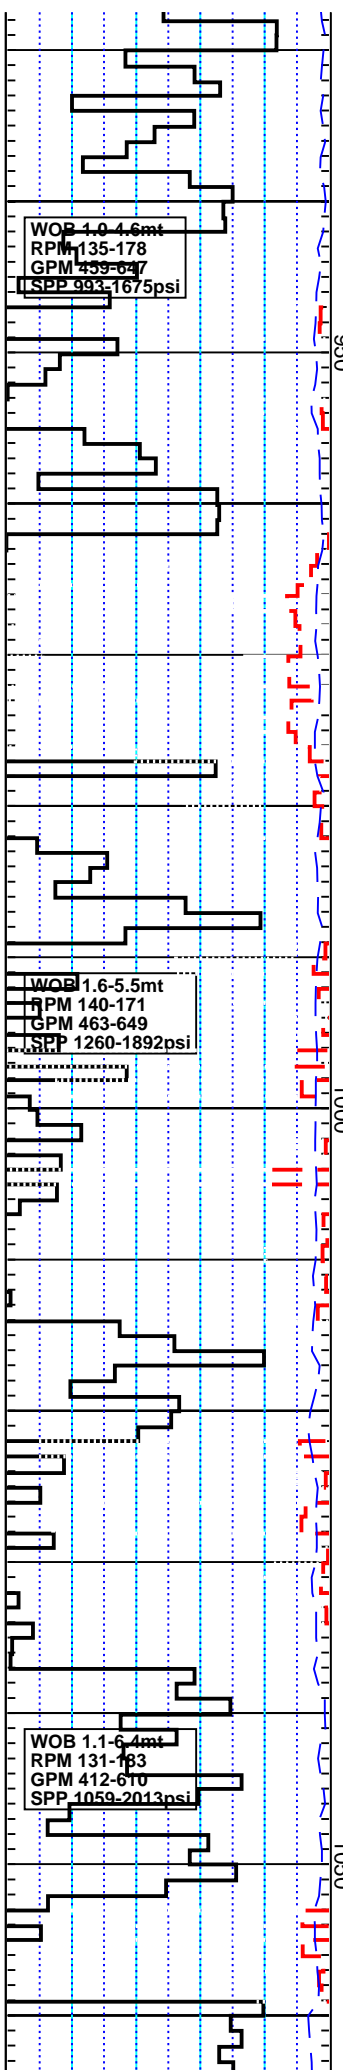 WOB 1.0-4.6mt
RPM 135-178
GPM 459-647
SPP 993-1675psi
950
WOB 1.6-5.5mt
RPM 140-171
GPM 463-649
SPP 1260-1892psi
1000
WOB 1.1-6.4mt
RPM 131-183
GPM 412-610
SPP 1059-2013psi
1050